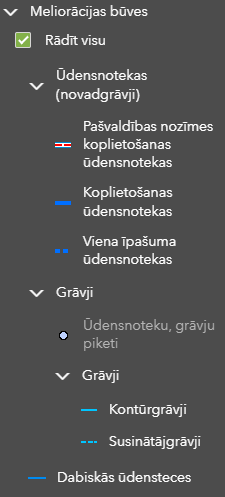 Meliorācijas būves
Rādīt visu
Ūdensnotekas
(novadgrāvji)
Pašvaldības nozīmes
koplietošanas
ūdensnotekas
Koplietošanas
ūdensnotekas
Viena īpašuma
ūdensnotekas
Grāvji
Ūdensnoteku, grāvju
piketi
Grāvji
Kontūrgrāvji
Susinātājgrāvji
Dabiskās ūdensteces